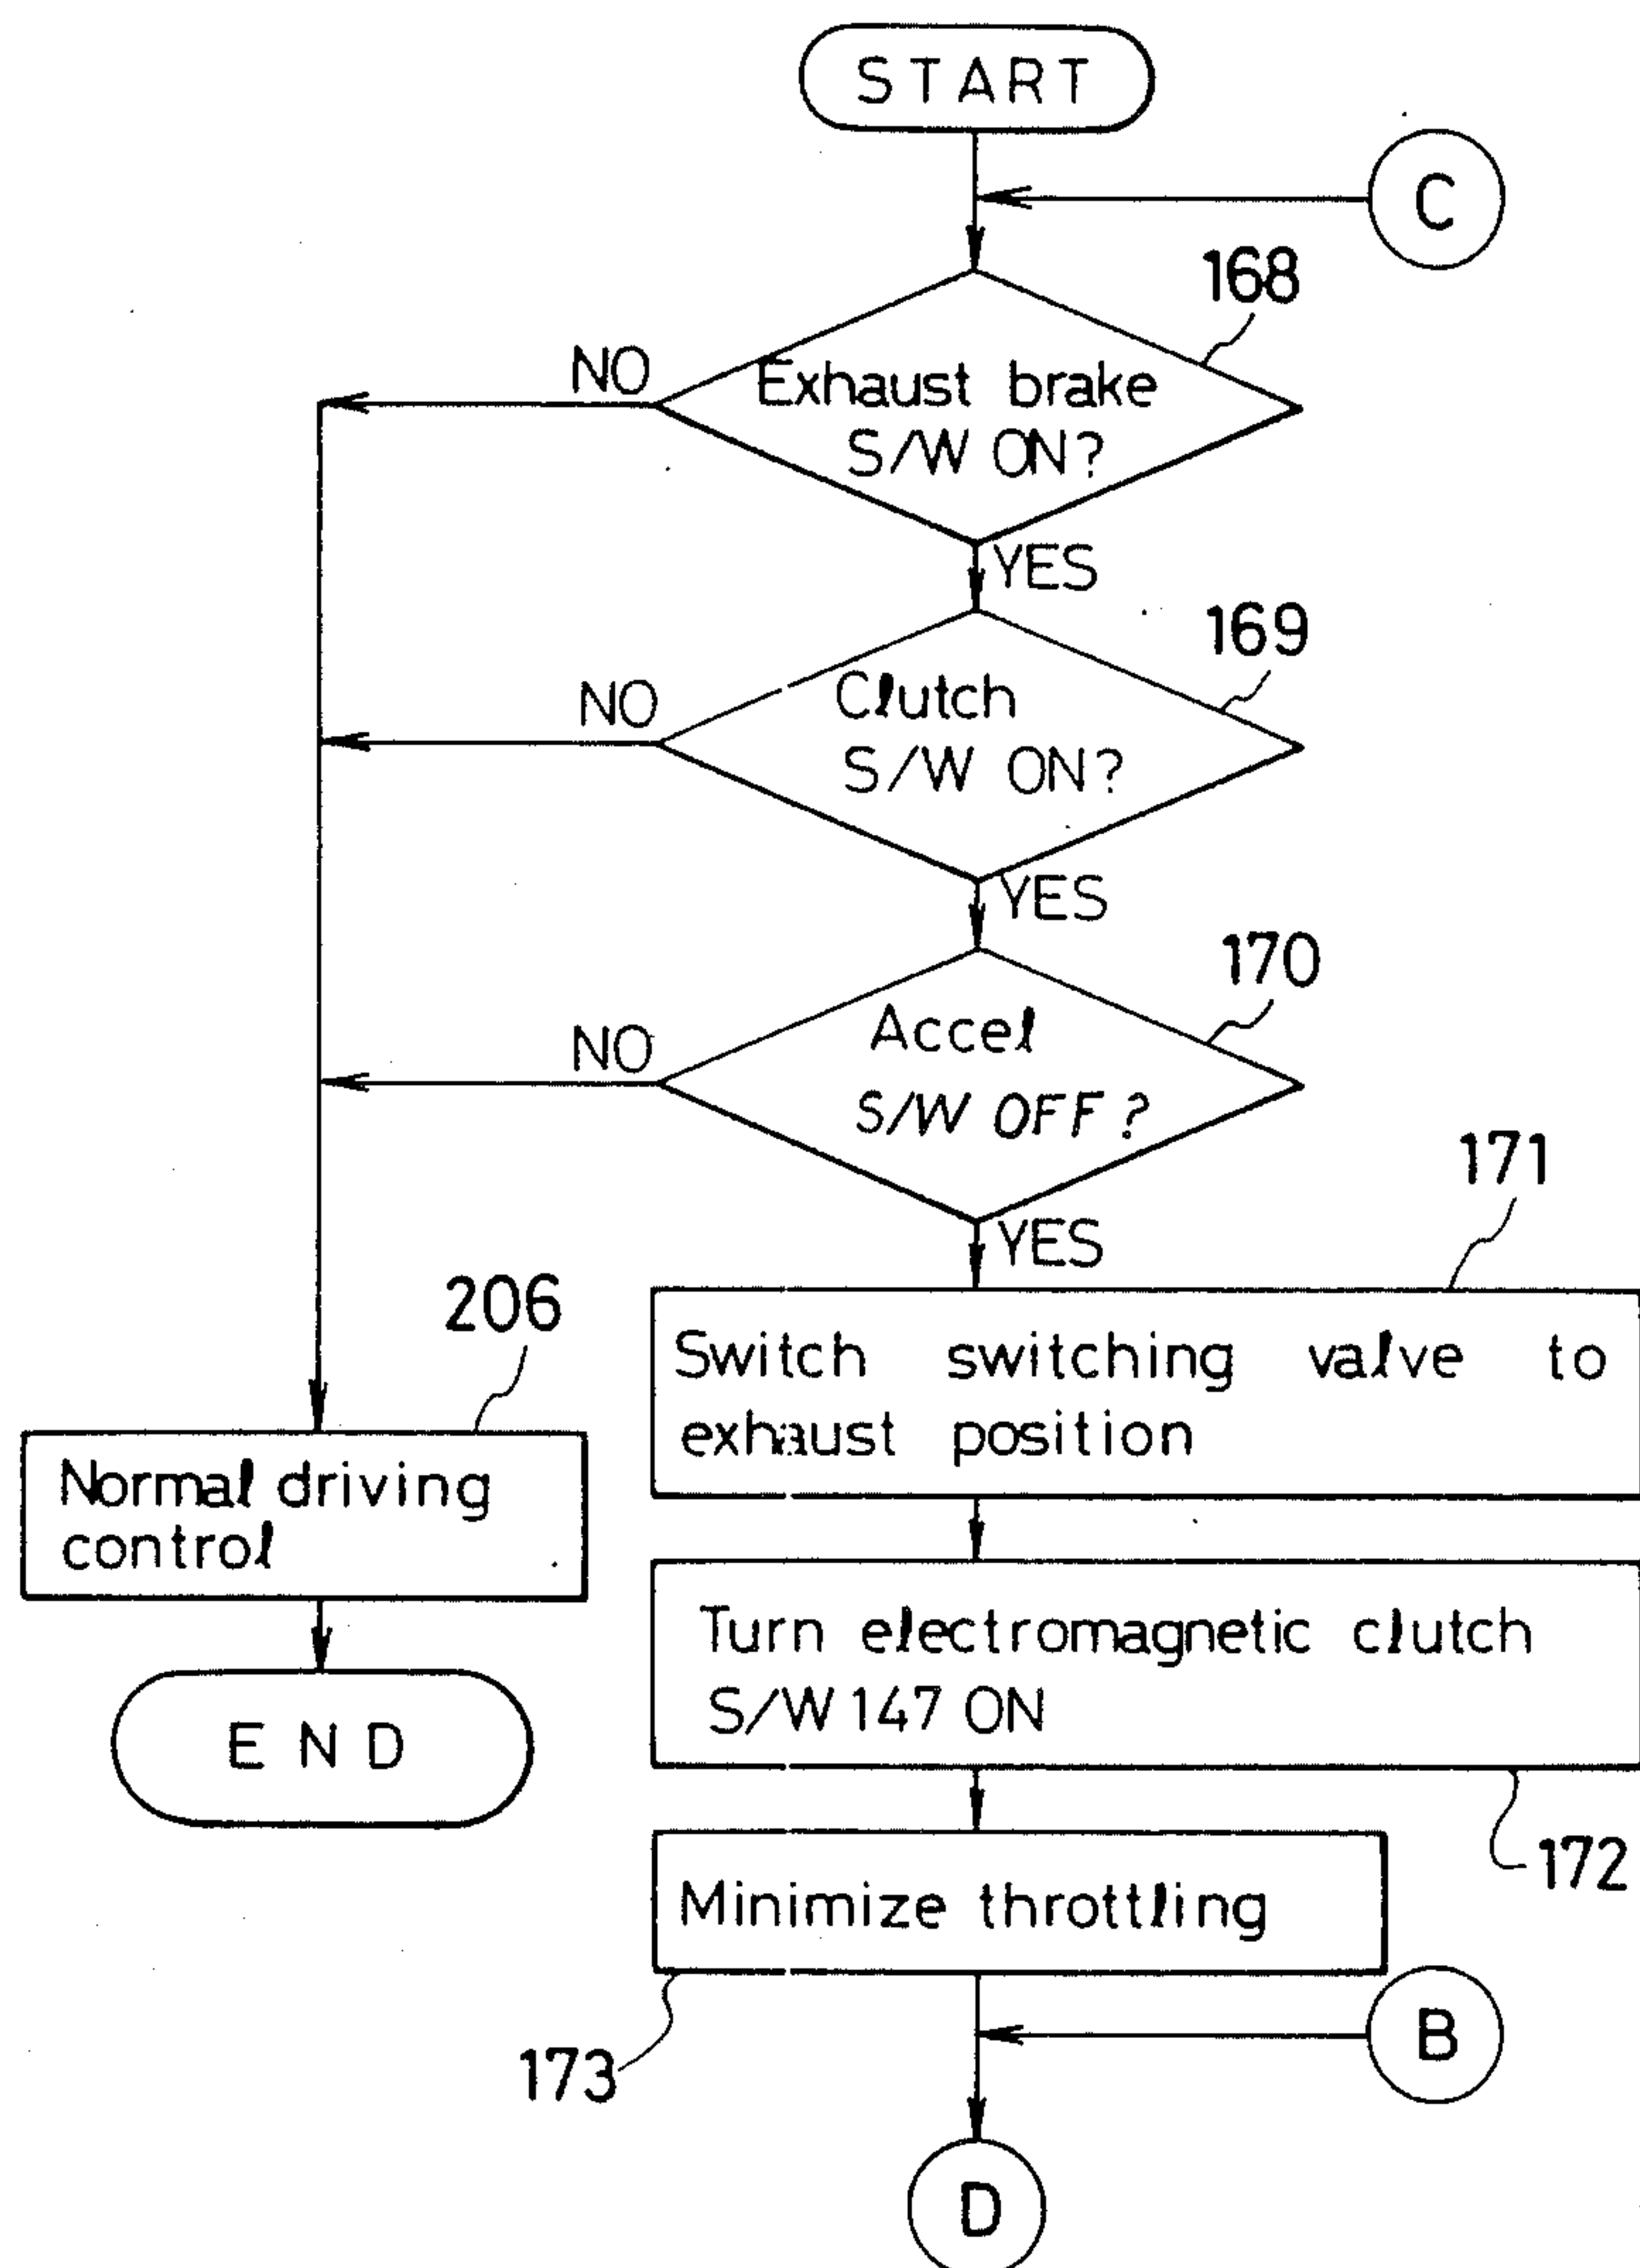 START
C
168
NO
Exhaust brake
S/W ON?
YES
169
NO
Clutch
S/W ON?
YES
170
NO
Accel
S/W OFF?
YES
171
206
Switch switching valve to
exhaust position
Normal driving
control
Turn electromagnetic clutch
S/W 147 ON
END
172
Minimize throttling
B
173
D